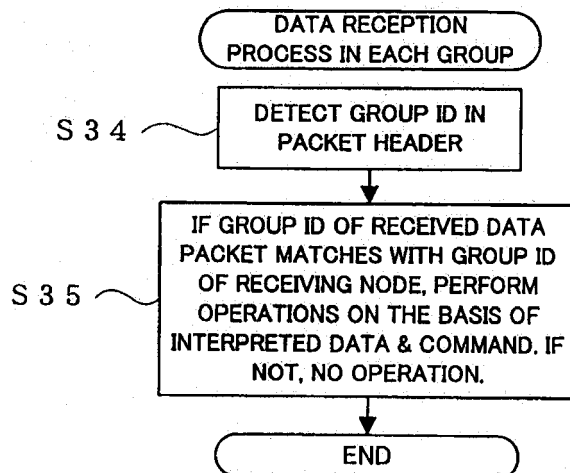 DATA RECEPTION
PROCESS IN EACH GROUP
S34
DETECT GROUP ID IN
PACKET HEADER
S35
IF GROUP ID OF RECEIVED DATA
PACKET MATCHES WITH GROUP ID
OF RECEIVING NODE, PERFORM
OPERATIONS ON THE BASIS OF
INTERPRETED DATA & COMMAND. IF
NOT, NO OPERATION.
END